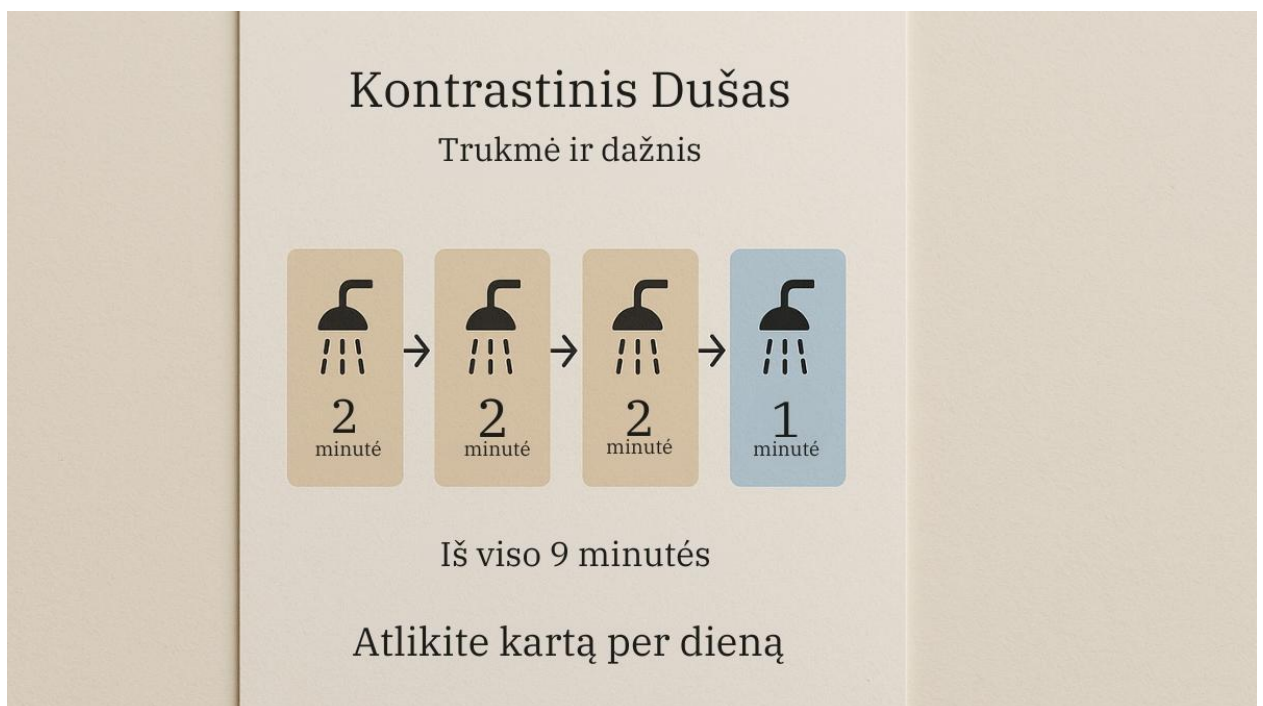 Kontrastinis Dušas
Trukmė ir dažnis
2
minuté
2
minuté
2
minuté
1
minuté
Iš viso 9 minutés
Atlikite kartą per dieną